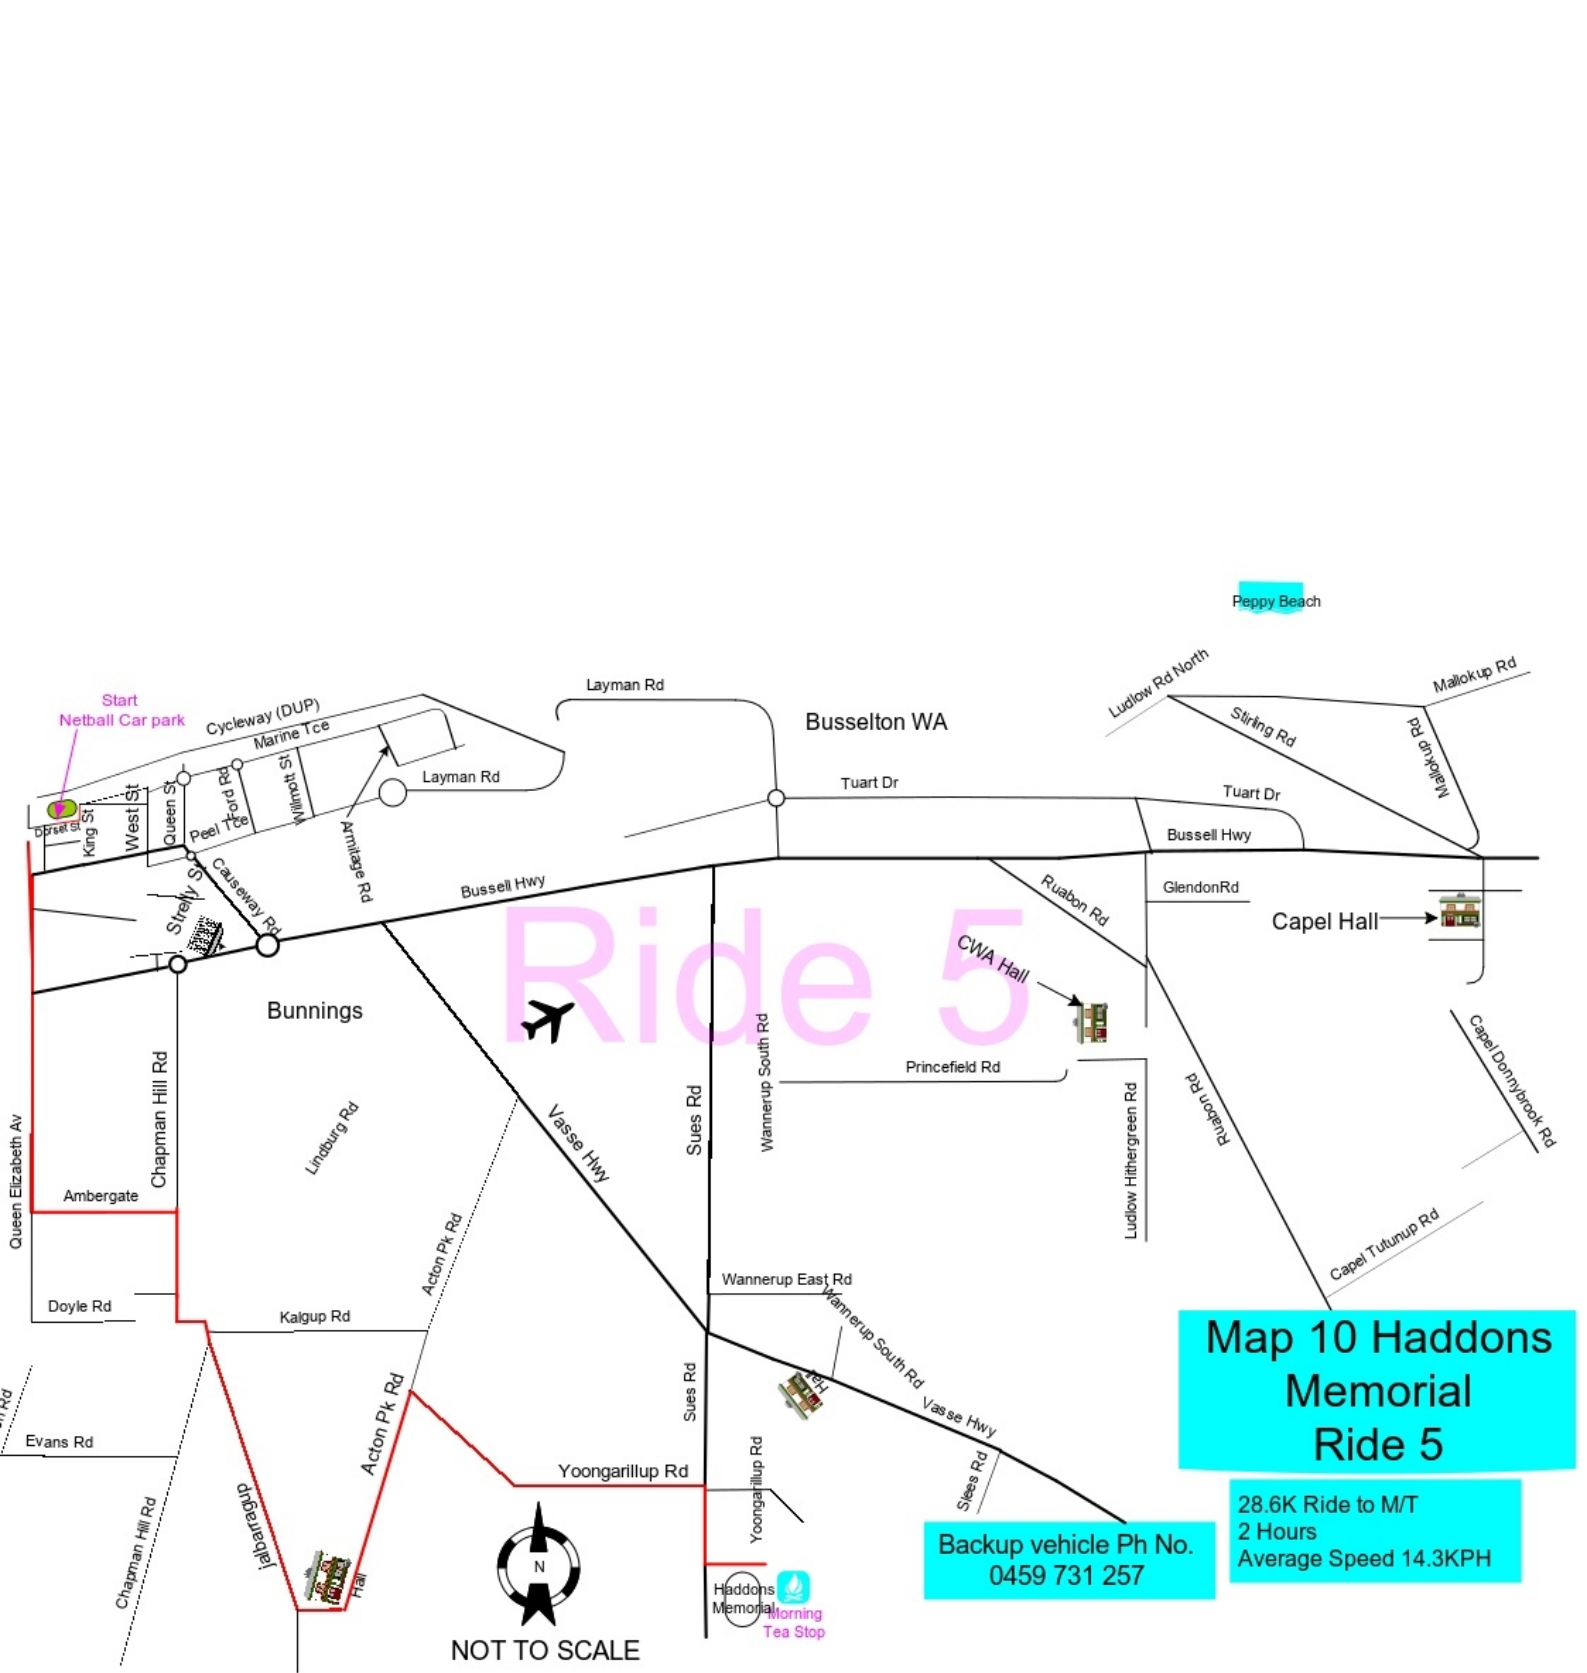 Peppy Beach
Ludlow Rd North
Mallokup Rd
Start
Netball Car park
Cycleway (DUP)
Marine Tce
Layman Rd
Busselton WA
Stirling Rd
Mallokup Rd
Layman Rd
Tuart Dr
Tuart Dr
Dorset St
King St
West St
Queen St
Ford Rd
Wilmott St
Peel Tce
Armitage Rd
Bussell Hwy
Strelly St
Causeway Rd
Bussell Hwy
Ruabon Rd
GlendonRd
Capel Hall
Ride 5
CWA Hall
Bunnings
Wannerup South Rd
Princefield Rd
Capel Donnybrook Rd
Queen Elizabeth Av
Chapman Hill Rd
Lindburg Rd
Vasse Hwy
Sues Rd
Ludlow Hithergreen Rd
Ruabon Rd
Ambergate
Acton Pk Rd
Capel Tutunup Rd
Wannerup East Rd
Doyle Rd
Kalgup Rd
Wannerup South Rd
Map 10 Haddons
Memorial
Ride 5
Sues Rd
Hall
Vasse Hwy
Acton Pk Rd
Evans Rd
Yoongarillup Rd
Yoongarillup Rd
Slees Rd
28.6K Ride to M/T
2 Hours
Average Speed 14.3KPH
Chapman Hill Rd
jalbarragup
Hall
N
Backup vehicle Ph No.
0459 731 257
Haddons
Memorial
Morning
Tea Stop
NOT TO SCALE